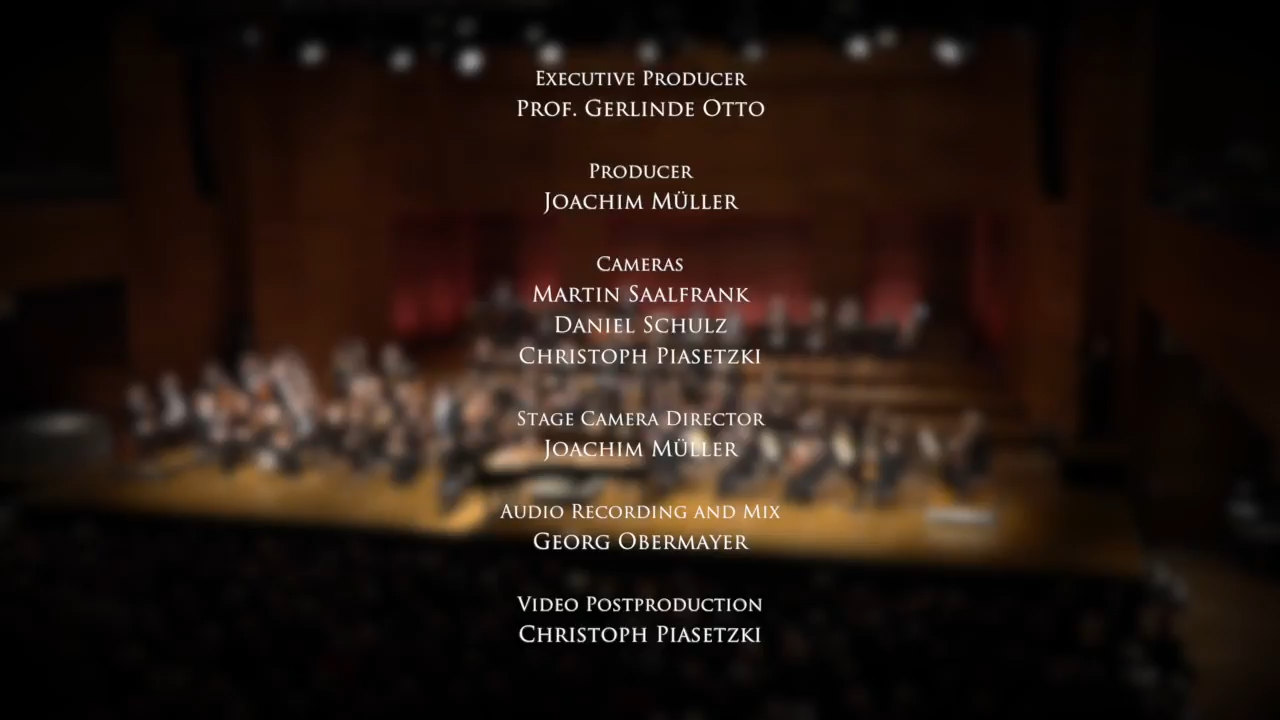 Executive Producer
Prof. Gerlinde Otto
Producer
Joachim Müller
Cameras
Martin Saalfrank
Daniel Schulz
Christoph Piasetzki
Stage Camera Director
Joachim Müller
Audio Recording and Mix
Georg Obermayer
Video Postproduction
Christoph Piasetzki